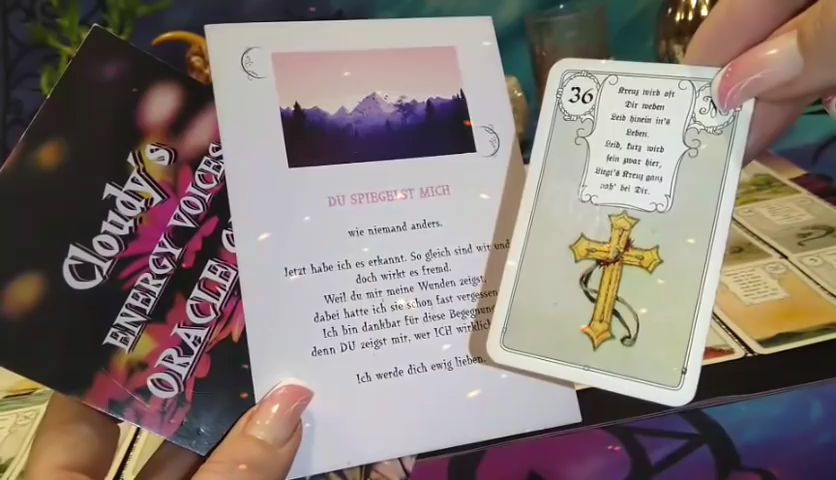 Cloudy's
ENERGY VOICES
ORACLE
DU SPIEGELST MICH
wie niemand anders.
Jetzt habe ich es erkannt. So gleich sind wir und
doch wirkt es fremd.
Weil du mir meine Wunden zeigst,
dabei hatte ich sie schon fast vergessen
Ich bin dankbar für diese Begegnung
denn DU zeigst mir, wer ICH wirklich
Ich werde dich ewig lieben.
36
Kreuz wird oft
Dir weben
Leid hinein in's
Leben.
Leid, kurz wird
sein zwar hier,
Liegt's Kreuz ganz
nah' bei Dir.
36